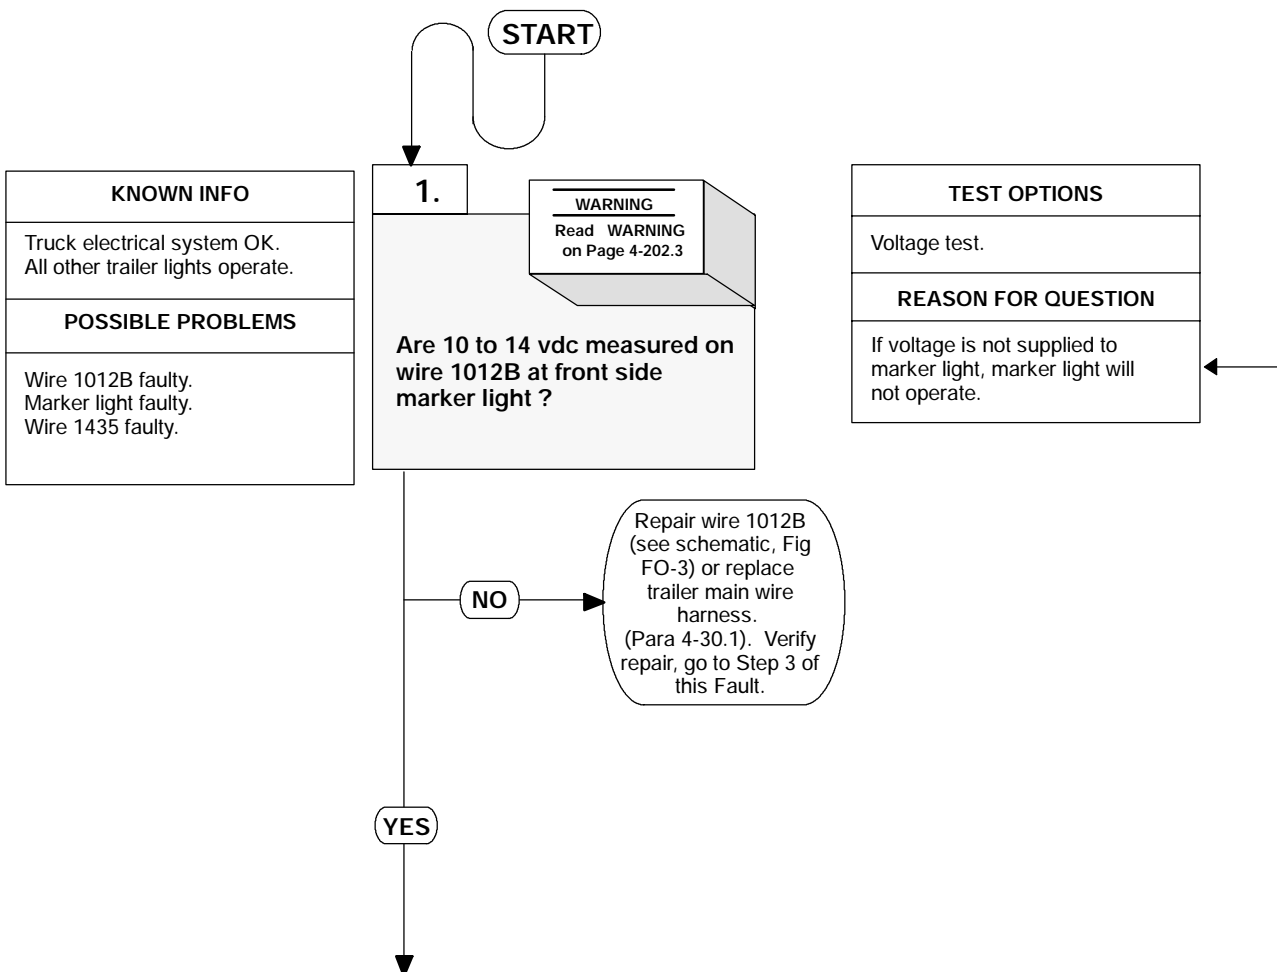 START
KNOWN INFO
Truck electrical system OK.
All other trailer lights operate.
POSSIBLE PROBLEMS
Wire 1012B faulty.
Marker light faulty.
Wire 1435 faulty.
1.
WARNING
Read WARNING
on Page 4-202.3
Are 10 to 14 vdc measured on
wire 1012B at front side
marker light ?
TEST OPTIONS
Voltage test.
REASON FOR QUESTION
If voltage is not supplied to
marker light, marker light will
not operate.
NO
Repair wire 1012B
(see schematic, Fig
FO-3) or replace
trailer main wire
harness.
(Para 4-30.1). Verify
repair, go to Step 3 of
this Fault.
YES